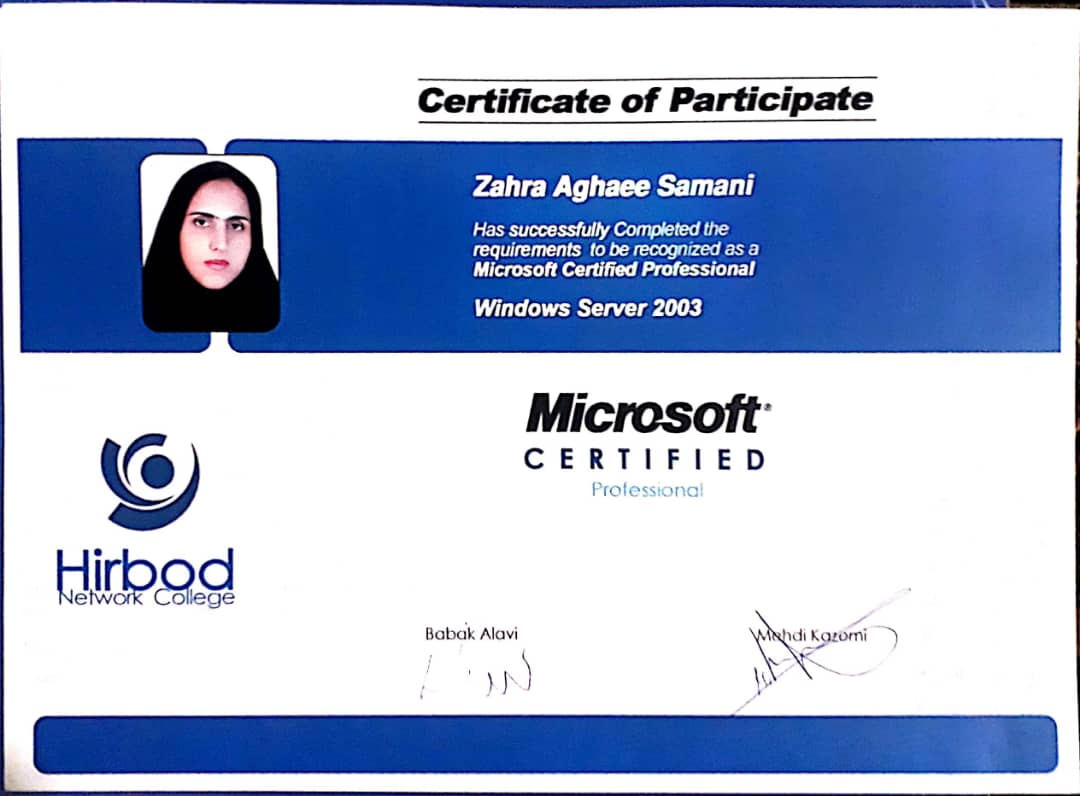 Certificate of Participate
Zahra Aghaee Samani
Has successfully Completed the
requirements to be recognized as a
Microsoft Certified Professional
Windows Server 2003
Microsoft®
CERTIFIED
Professional
Hirbod
Network College
Babak Alavi
Mehdi Kazemi